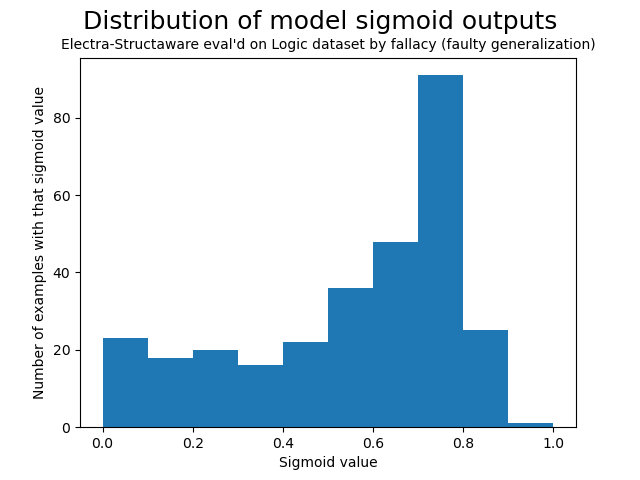 Distribution of model sigmoid outputs
Electra-Structaware eval'd on Logic dataset by fallacy (faulty generalization)
Number of examples with that sigmoid value
80
60
40
20
0
0.0 0.2 0.4 0.6 0.8 1.0
Sigmoid value